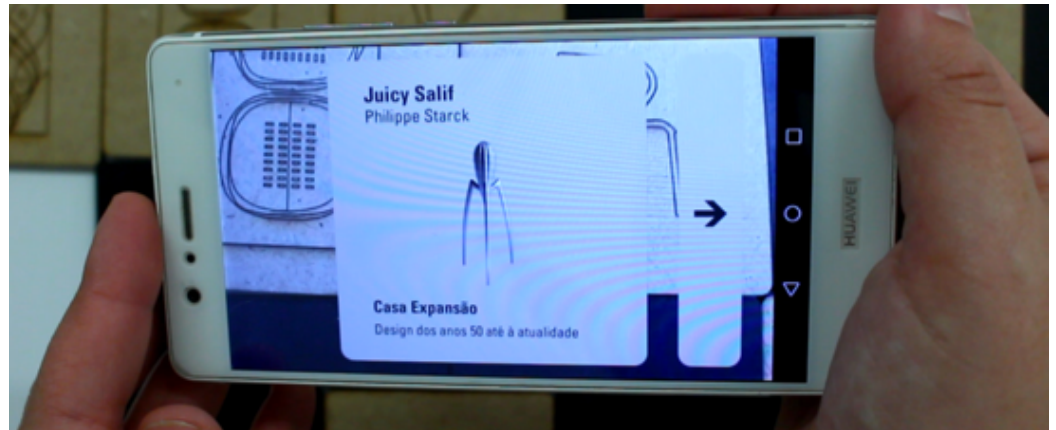 Juicy Salif
Philippe Starck
Casa Expansão
Design dos anos 50 até à atualidade
HUAWEI